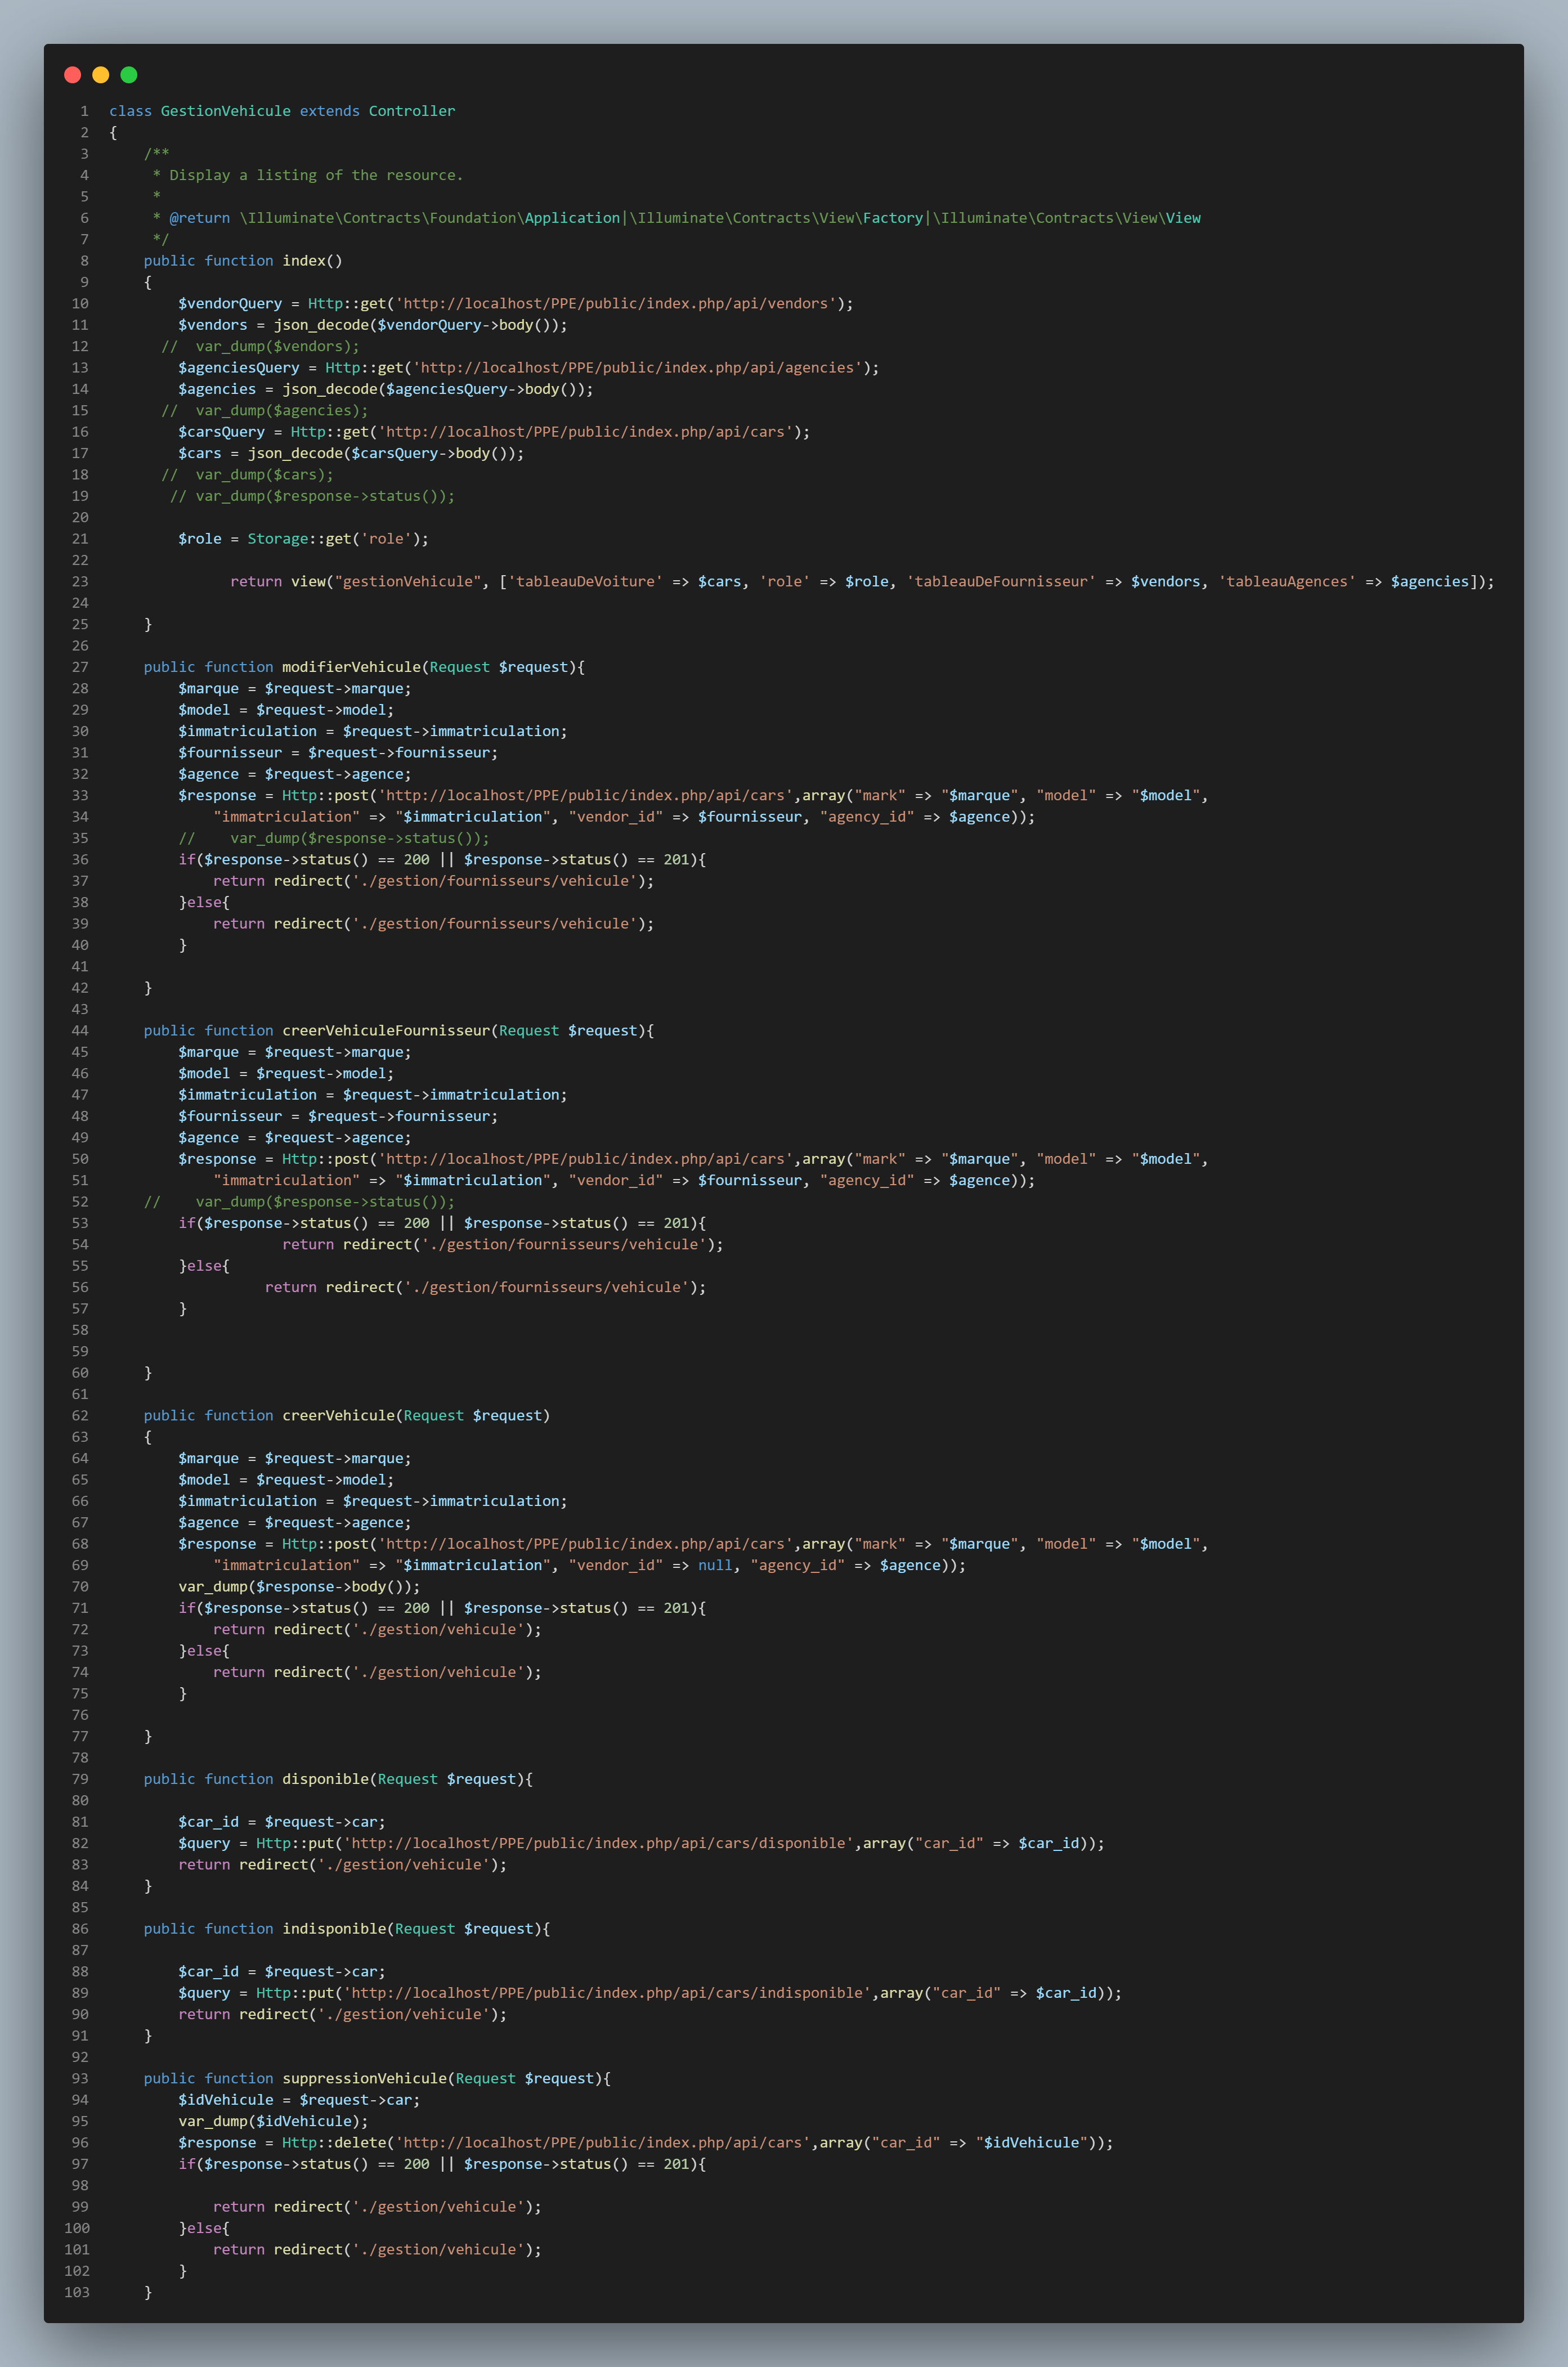 1 class GestionVehicule extends Controller
2 {
3     /**
4      * Display a listing of the resource.
5      *
6      * @return \Illuminate\Contracts\Foundation\Application|\Illuminate\Contracts\View\Factory|\Illuminate\Contracts\View\View
7      */
8     public function index()
9     {
10         $vendorQuery = Http::get('http://localhost/PPE/public/index.php/api/vendors');
11         $vendors = json_decode($vendorQuery->body());
12       //  var_dump($vendors);
13         $agenciesQuery = Http::get('http://localhost/PPE/public/index.php/api/agencies');
14         $agencies = json_decode($agenciesQuery->body());
15       //  var_dump($agencies);
16         $carsQuery = Http::get('http://localhost/PPE/public/index.php/api/cars');
17         $cars = json_decode($carsQuery->body());
18       //  var_dump($cars);
19        // var_dump($response->status());
20
21         $role = Storage::get('role');
22
23               return view("gestionVehicule", ['tableauDeVoiture' => $cars, 'role' => $role, 'tableauDeFournisseur' => $vendors, 'tableauAgences' => $agencies]);
24
25     }
26
27     public function modifierVehicule(Request $request){
28         $marque = $request->marque;
29         $model = $request->model;
30         $immatriculation = $request->immatriculation;
31         $fournisseur = $request->fournisseur;
32         $agence = $request->agence;
33         $response = Http::post('http://localhost/PPE/public/index.php/api/cars',array("mark" => "$marque", "model" => "$model",
34             "immatriculation" => "$immatriculation", "vendor_id" => $fournisseur, "agency_id" => $agence));
35         //    var_dump($response->status());
36         if($response->status() == 200 || $response->status() == 201){
37             return redirect('./gestion/fournisseurs/vehicule');
38         }else{
39             return redirect('./gestion/fournisseurs/vehicule');
40         }
41
42     }
43
44     public function creerVehiculeFournisseur(Request $request){
45         $marque = $request->marque;
46         $model = $request->model;
47         $immatriculation = $request->immatriculation;
48         $fournisseur = $request->fournisseur;
49         $agence = $request->agence;
50         $response = Http::post('http://localhost/PPE/public/index.php/api/cars',array("mark" => "$marque", "model" => "$model",
51             "immatriculation" => "$immatriculation", "vendor_id" => $fournisseur, "agency_id" => $agence));
52     //    var_dump($response->status());
53         if($response->status() == 200 || $response->status() == 201){
54                     return redirect('./gestion/fournisseurs/vehicule');
55         }else{
56                   return redirect('./gestion/fournisseurs/vehicule');
57         }
58
59
60     }
61
62     public function creerVehicule(Request $request)
63     {
64         $marque = $request->marque;
65         $model = $request->model;
66         $immatriculation = $request->immatriculation;
67         $agence = $request->agence;
68         $response = Http::post('http://localhost/PPE/public/index.php/api/cars',array("mark" => "$marque", "model" => "$model",
69             "immatriculation" => "$immatriculation", "vendor_id" => null, "agency_id" => $agence));
70         var_dump($response->body());
71         if($response->status() == 200 || $response->status() == 201){
72             return redirect('./gestion/vehicule');
73         }else{
74             return redirect('./gestion/vehicule');
75         }
76
77     }
78
79     public function disponible(Request $request){
80
81         $car_id = $request->car;
82         $query = Http::put('http://localhost/PPE/public/index.php/api/cars/disponible',array("car_id" => $car_id));
83         return redirect('./gestion/vehicule');
84     }
85
86     public function indisponible(Request $request){
87
88         $car_id = $request->car;
89         $query = Http::put('http://localhost/PPE/public/index.php/api/cars/indisponible',array("car_id" => $car_id));
90         return redirect('./gestion/vehicule');
91     }
92
93     public function suppressionVehicule(Request $request){
94         $idVehicule = $request->car;
95         var_dump($idVehicule);
96         $response = Http::delete('http://localhost/PPE/public/index.php/api/cars',array("car_id" => "$idVehicule"));
97         if($response->status() == 200 || $response->status() == 201){
98
99             return redirect('./gestion/vehicule');
100         }else{
101             return redirect('./gestion/vehicule');
102         }
103     }